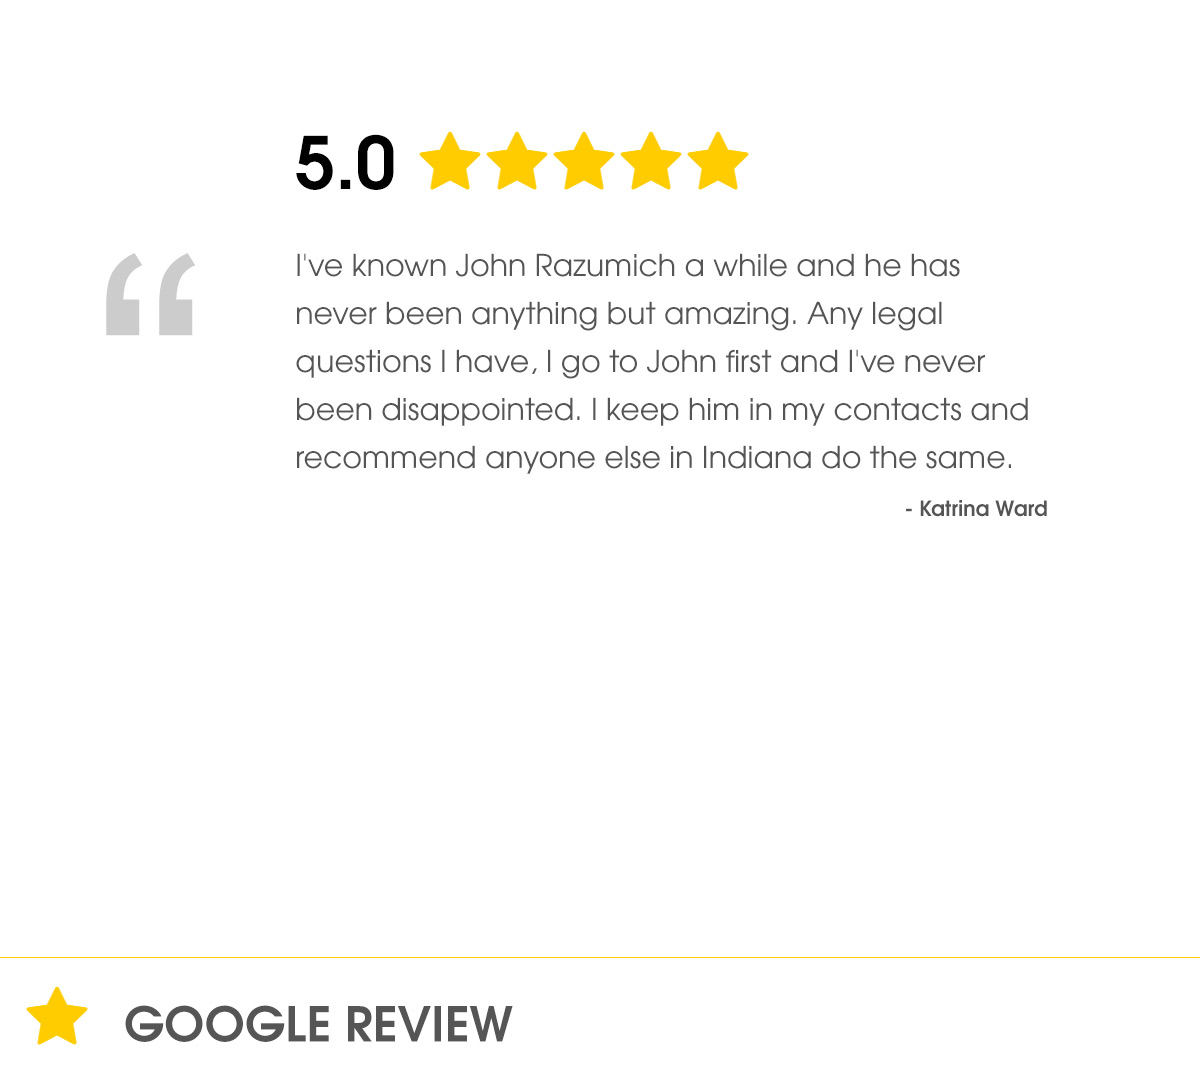 5.0
I've known John Razumich a while and he has
never been anything but amazing. Any legal
questions I have, I go to John first and I've never
been disappointed. I keep him in my contacts and
recommend anyone else in Indiana do the same.
- Katrina Ward
GOOGLE REVIEW